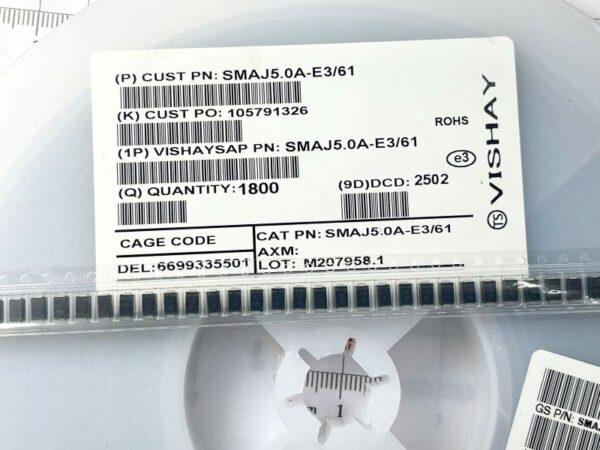 (P) CUST PN: SMAJ5.0A-E3/61
(K) CUST PO: 105791326
(1P) VISHAYSAP PN: SMAJ5.0A-E3/61
(Q) QUANTITY: 1800
(9D)DCD: 2502
ROHS
e3
VISHAY
TS
CAGE CODE
DEL:6699335501
CAT PN: SMAJ5.0A-E3/61
AXM:
LOT: M207958.1
1
GS P/N: SMAJ